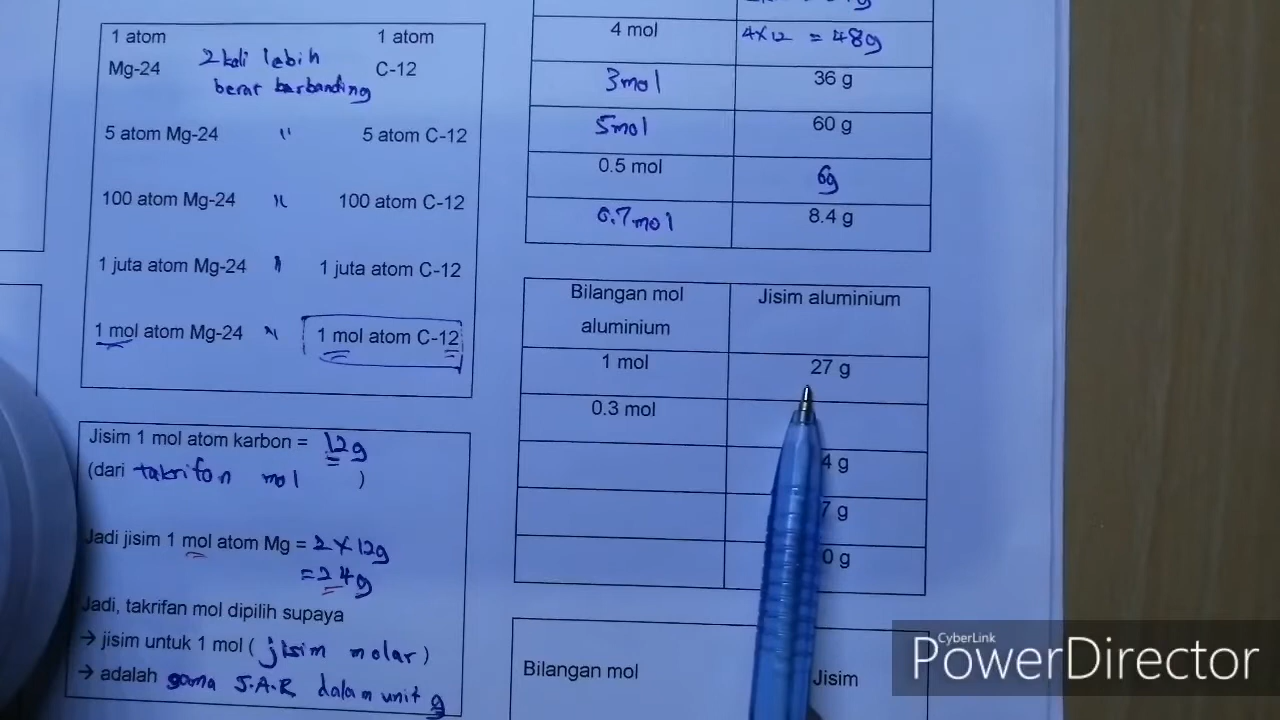 1 atom 1 atom
Mg-24 2 kali lebih C-12
berat berbanding
5 atom Mg-24 " 5 atom C-12
100 atom Mg-24 " 100 atom C-12
1 juta atom Mg-24 " 1 juta atom C-12
1 mol atom Mg-24 " 1 mol atom C-12
Jisim 1 mol atom karbon = 12g
(dari takrifan mol )
Jadi jisim 1 mol atom Mg = 2 x 12g
= 24g
Jadi, takrifan mol dipilih supaya
→ jisim untuk 1 mol ( jisim molar )
→ adalah sama J.A.R dalam unit g
4 mol 4x12 = 48g
3mol 36 g
5mol 60 g
0.5 mol 6g
0.7mol 8.4 g
Bilangan mol Jisim aluminium
aluminium
1 mol 27 g
0.3 mol
4 g
7 g
0 g
Bilangan mol Jisim
CyberLink
PowerDirector